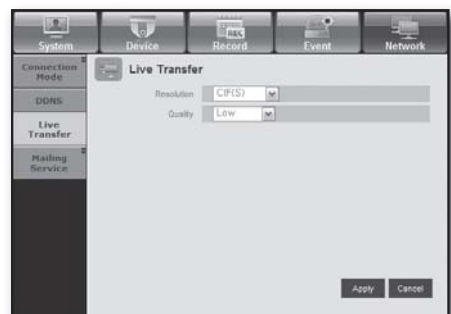 System Device Record Event Network
REC
Connection
Mode
DDNS
Live
Transfer
Mailing
Service
Live Transfer
Resolution CIF(S)
Quality Low
Apply Cancel